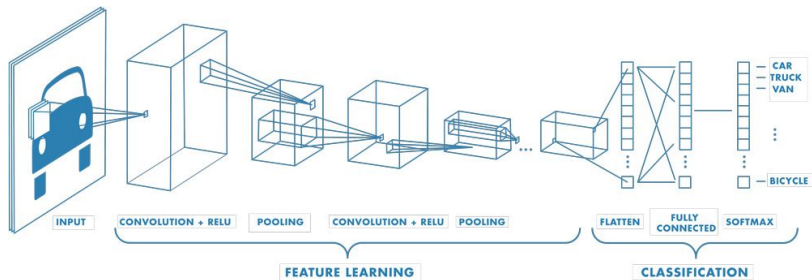 CAR
TRUCK
VAN
BICYCLE
INPUT
CONVOLUTION + RELU
POOLING
CONVOLUTION + RELU
POOLING
FLATTEN
FULLY
CONNECTED
SOFTMAX
FEATURE LEARNING
CLASSIFICATION